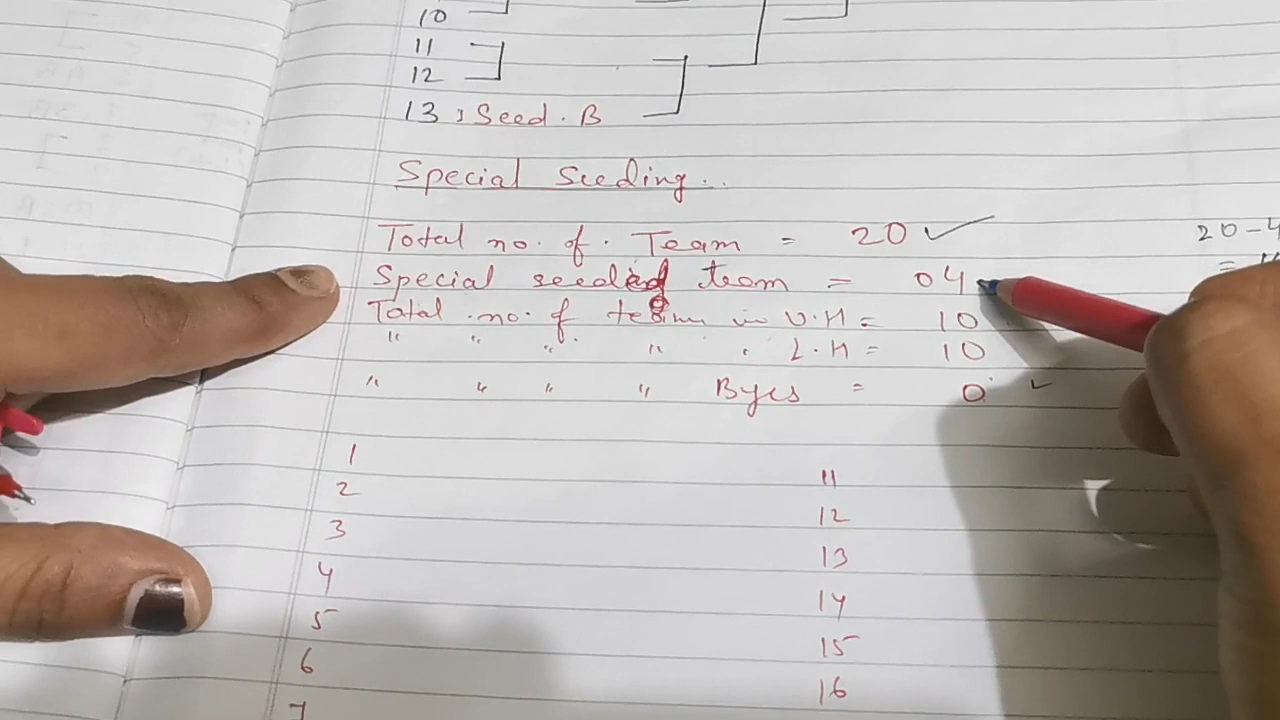 10
11
12
13 : Seed . B
Special Seeding..
Total no. of. Team = 20 ✓
20-4
Special seeded team = 04
=
Total no. of team in U.H = 10
" " " " " L.H = 10
" " " " Byes = 0 ✓
1
2
3
4
5
6
7
11
12
13
14
15
16